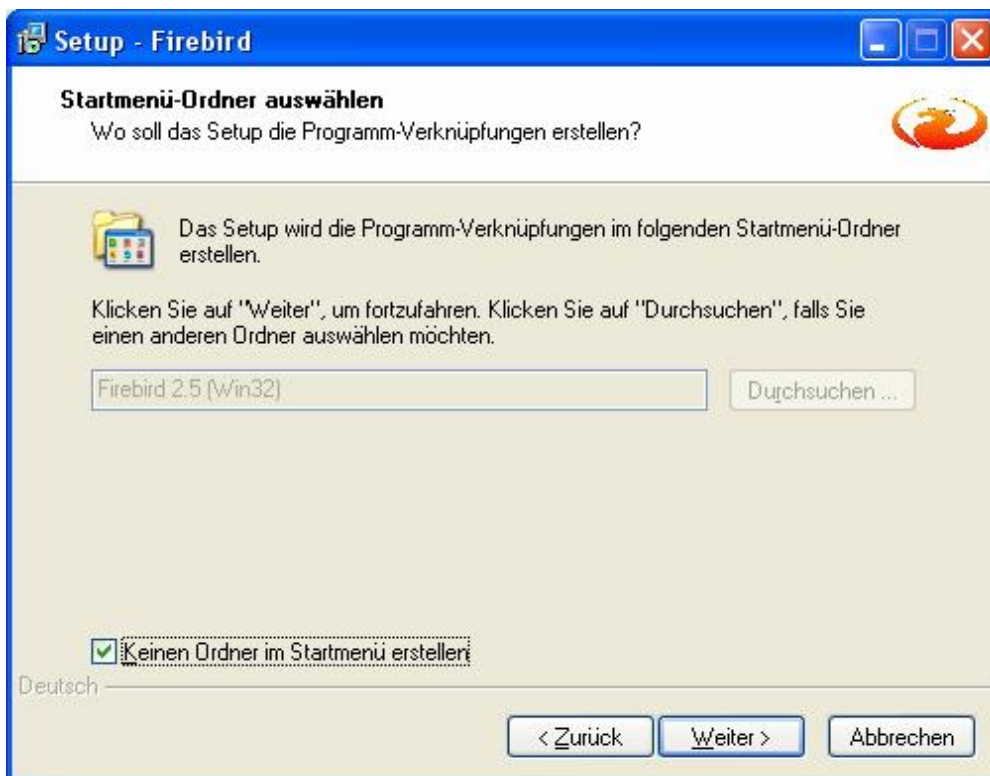 Setup - Firebird
Startmenü-Ordner auswählen
Wo soll das Setup die Programm-Verknüpfungen erstellen?
Das Setup wird die Programm-Verknüpfungen im folgenden Startmenü-Ordner
erstellen.
Klicken Sie auf "Weiter", um fortzufahren. Klicken Sie auf "Durchsuchen", falls Sie
einen anderen Ordner auswählen möchten.
Firebird 2.5 (Win32)
Durchsuchen ...
Keinen Ordner im Startmenü erstellen
Deutsch
< Zurück
Weiter >
Abbrechen